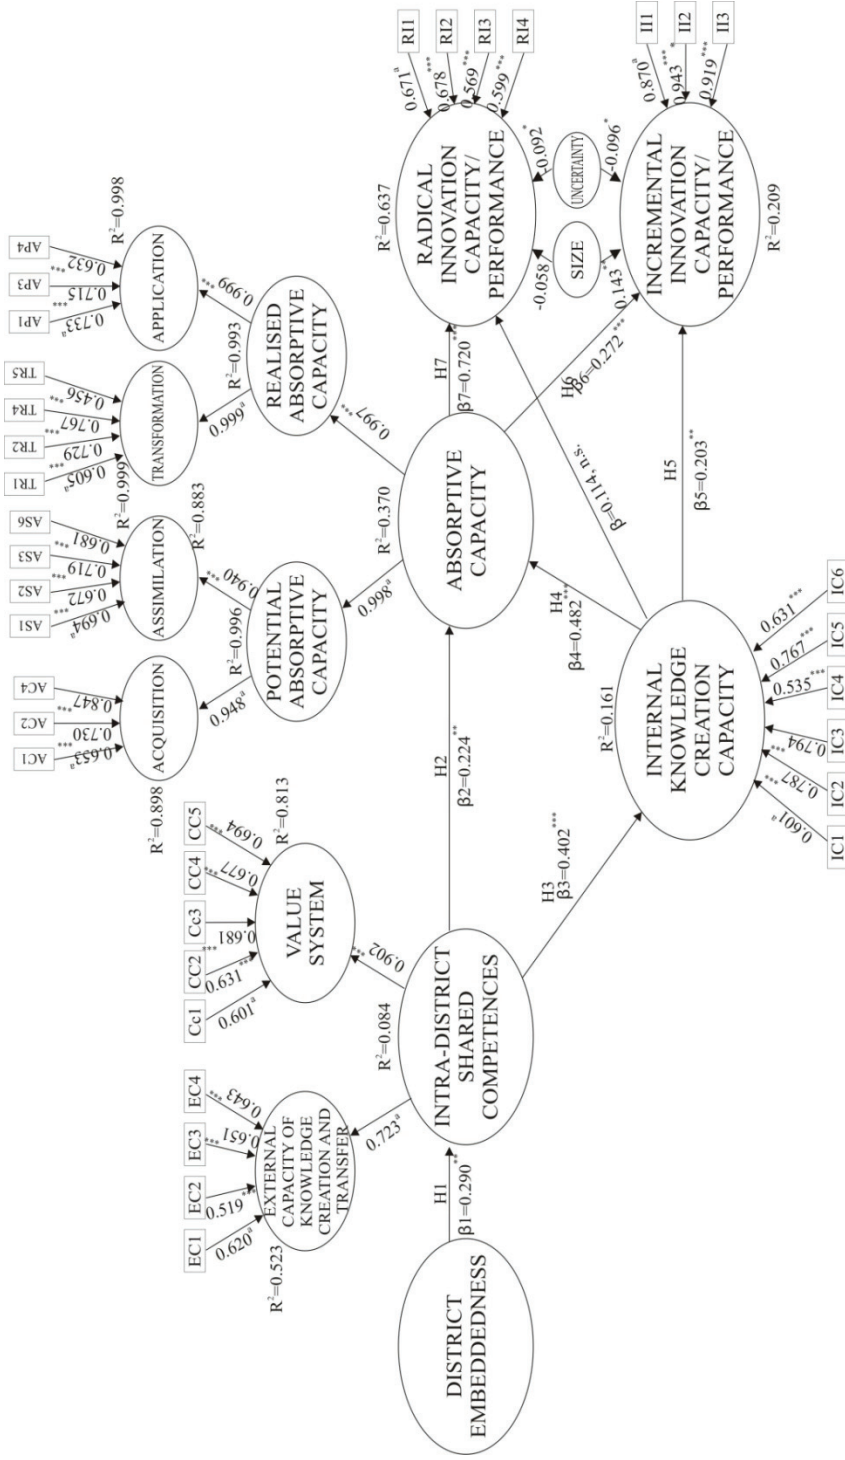 DISTRICT
EMBEDDEDNESS
H1
β1=0.290**
EC1
EC2
EC3
EC4
0.620ᵃ
0.519***
0.651***
0.643***
EXTERNAL
CAPACITY OF
KNOWLEDGE
CREATION AND
TRANSFER
R²=0.523
0.723ᵃ
INTRA-DISTRICT
SHARED
COMPETENCES
R²=0.084
Cc1
CC2
Cc3
CC4
CC5
0.601ᵃ
0.631***
0.681***
0.677***
0.694***
VALUE
SYSTEM
R²=0.813
0.902***
H2
β2=0.224**
H3
β3=0.402***
AC1
AC2
AC4
0.653ᵃ
0.730***
0.847***
ACQUISITION
R²=0.898
AS1
AS2
AS3
AS6
0.694ᵃ
0.672***
0.719***
0.681***
ASSIMILATION
R²=0.883
0.948ᵃ
0.940***
POTENTIAL
ABSORPTIVE
CAPACITY
R²=0.996
TR1
TR2
TR4
TR5
0.605ᵃ
0.729***
0.767***
0.456***
TRANSFORMATION
R²=0.999
AP1
AP3
AP4
0.733ᵃ
0.715***
0.632***
APPLICATION
R²=0.998
0.999ᵃ
0.999***
REALISED
ABSORPTIVE
CAPACITY
R²=0.993
0.998ᵃ
0.997***
ABSORPTIVE
CAPACITY
R²=0.370
H4
β4=0.482***
INTERNAL
KNOWLEDGE
CREATION
CAPACITY
R²=0.161
0.601ᵃ
0.787***
0.794***
0.535***
0.767***
0.631***
IC1
IC2
IC3
IC4
IC5
IC6
H7
β7=0.720***
β=0.114, n.s.
H6
β6=0.272***
H5
β5=0.203**
RADICAL
INNOVATION
CAPACITY/
PERFORMANCE
R²=0.637
RI1
RI2
RI3
RI4
0.671ᵃ
0.678***
0.569***
0.599***
SIZE
-0.058
0.143**
UNCERTAINTY
-0.092*
-0.096*
INCREMENTAL
INNOVATION
CAPACITY/
PERFORMANCE
R²=0.209
II1
II2
II3
0.870ᵃ
0.943***
0.919***